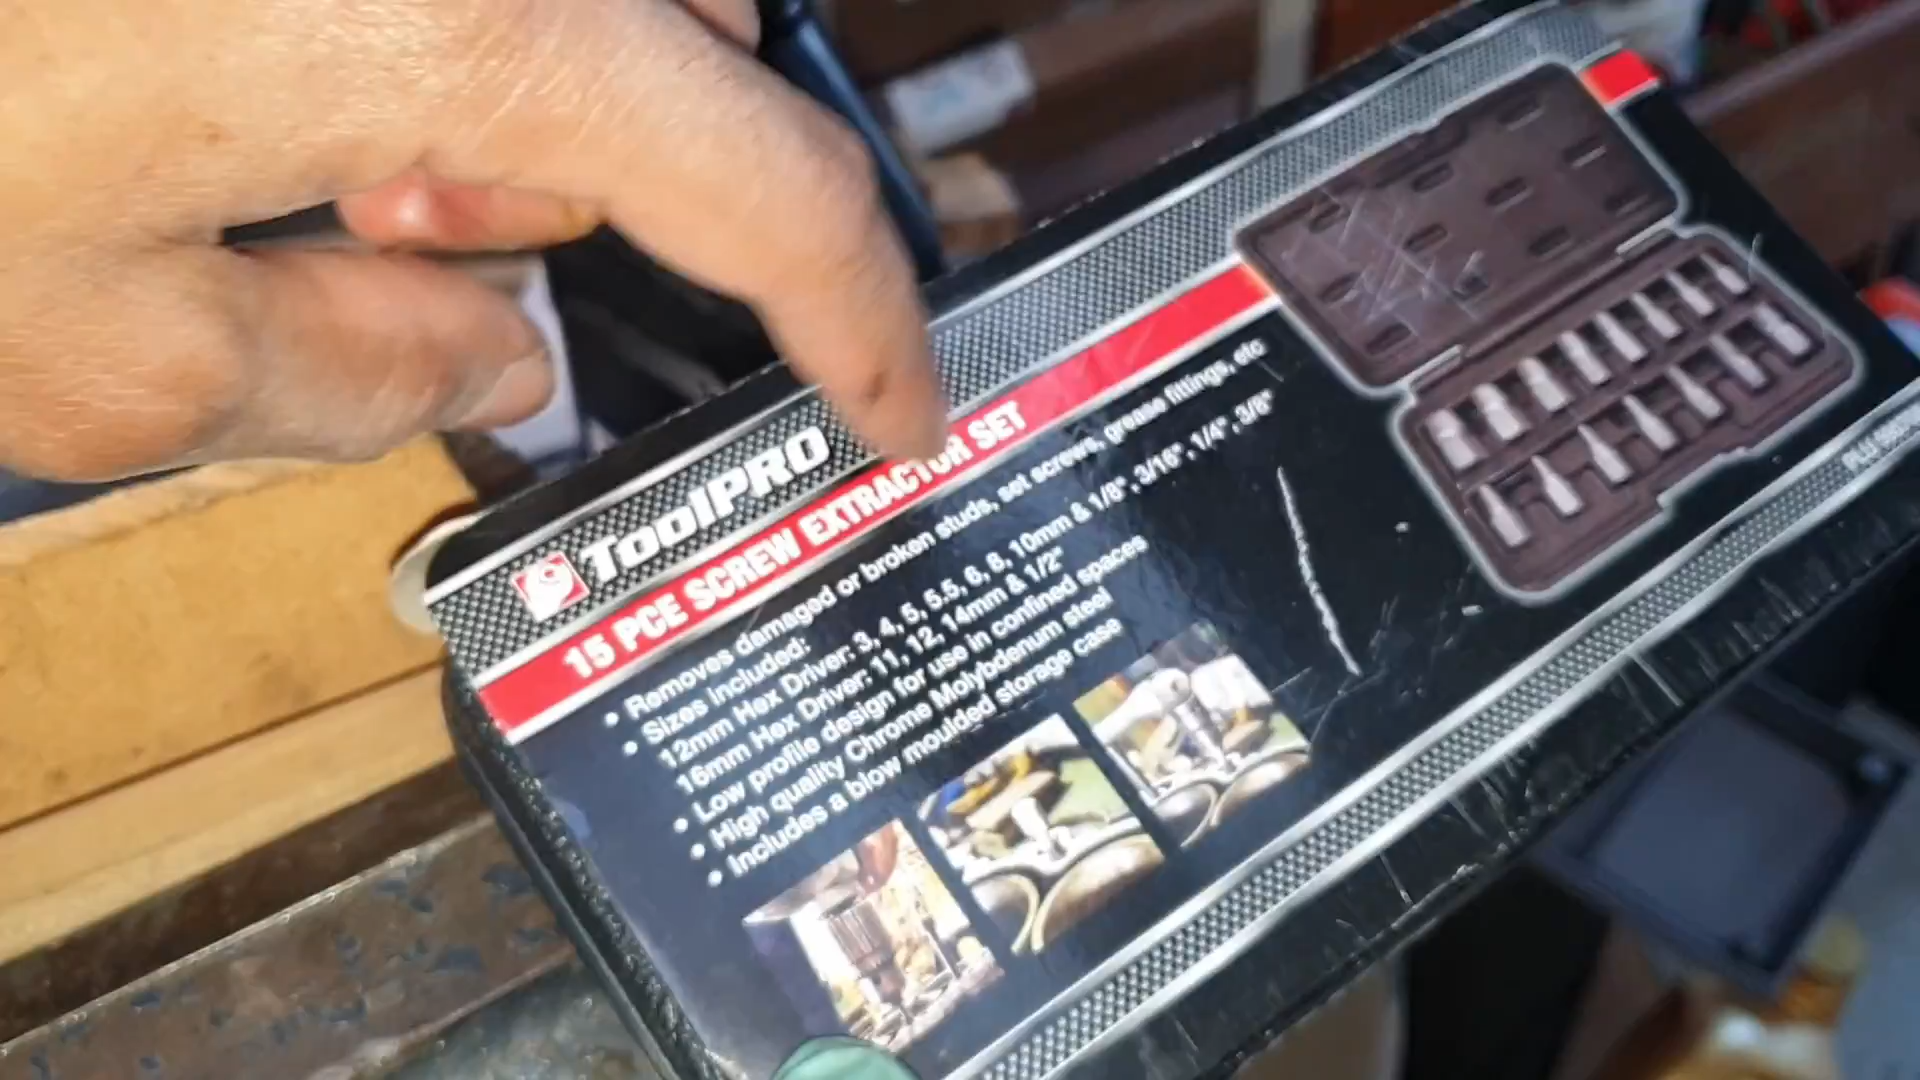 ToolPRO
15 PCE SCREW EXTRACTOR SET
• Removes damaged or broken studs, set screws, grease fittings, etc
• Sizes included:
12mm Hex Driver: 3, 4, 5, 5.5, 6, 8, 10mm & 1/8", 3/16", 1/4", 3/8"
16mm Hex Driver: 11, 12, 14mm & 1/2"
• Low profile design for use in confined spaces
• High quality Chrome Molybdenum steel
• Includes a blow moulded storage case
PLU